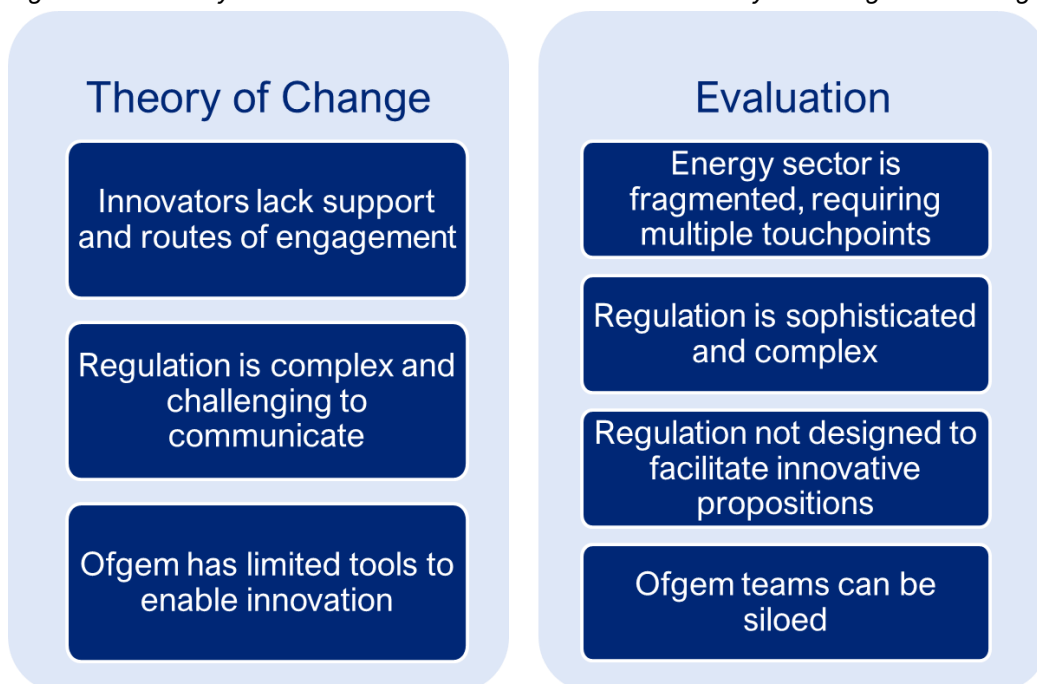 Theory of Change
Innovators lack support
and routes of engagement
Regulation is complex and
challenging to
communicate
Ofgem has limited tools to
enable innovation
Evaluation
Energy sector is
fragmented, requiring
multiple touchpoints
Regulation is sophisticated
and complex
Regulation not designed to
facilitate innovative
propositions
Ofgem teams can be
siloed